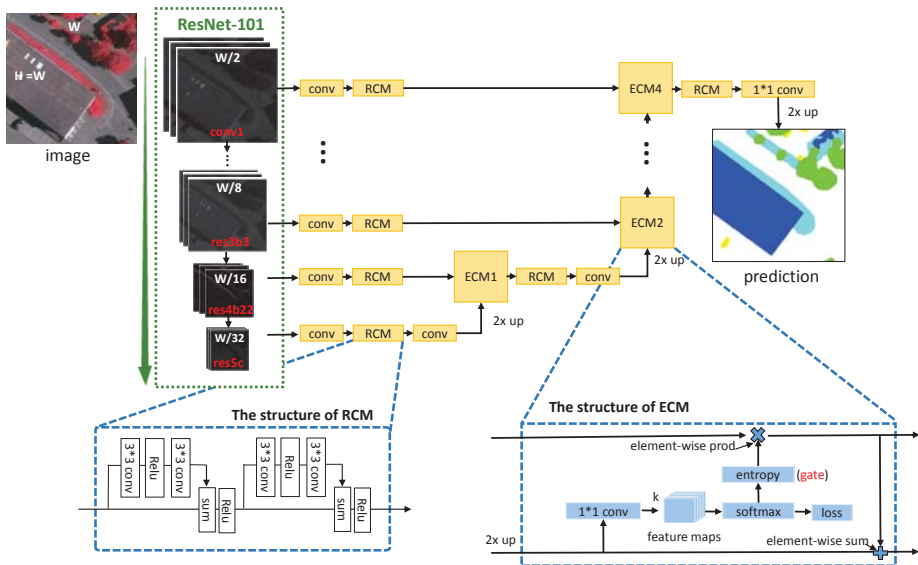 ResNet-101
W
H =W
image
W/2
conv1
conv
RCM
ECM4
RCM
1*1 conv
2x up
W/8
res3b3
conv
RCM
ECM2
2x up
prediction
W/16
res4b22
conv
RCM
ECM1
RCM
conv
2x up
W/32
res5c
conv
RCM
conv
The structure of RCM
3*3 conv
Relu
3*3 conv
sum
Relu
3*3 conv
Relu
3*3 conv
sum
Relu
The structure of ECM
element-wise prod
entropy
(gate)
1*1 conv
k
feature maps
softmax
loss
2x up
element-wise sum